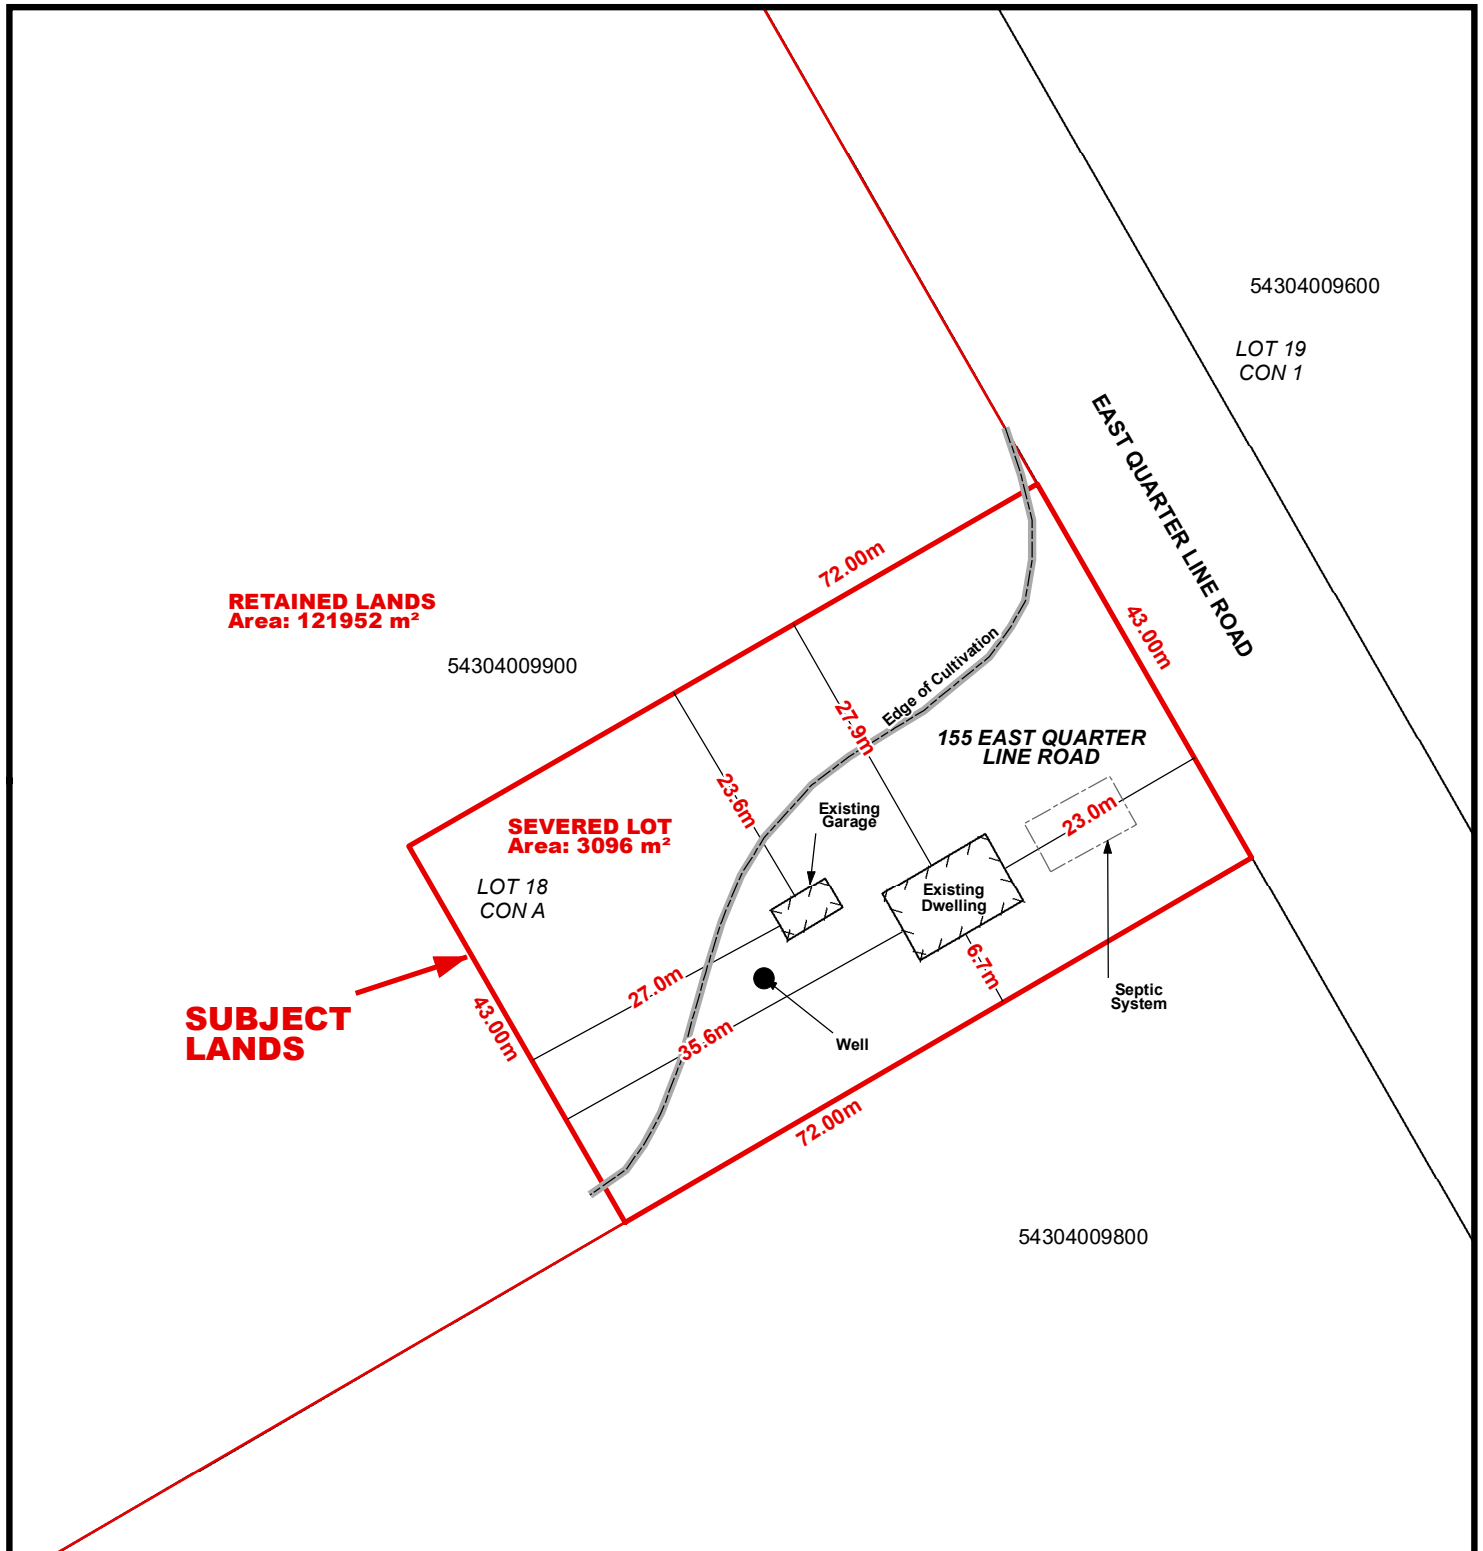 54304009600
LOT 19
CON 1
EAST QUARTER LINE ROAD
72.00m
RETAINED LANDS
Area: 121952 m²
54304009900
43.00m
Edge of Cultivation
27.9m
155 EAST QUARTER
LINE ROAD
23.6m
Existing
Garage
23.0m
SEVERED LOT
Area: 3096 m²
LOT 18
CON A
Existing
Dwelling
6.7m
27.0m
Septic
System
SUBJECT
LANDS
43.00m
35.6m
Well
72.00m
54304009800